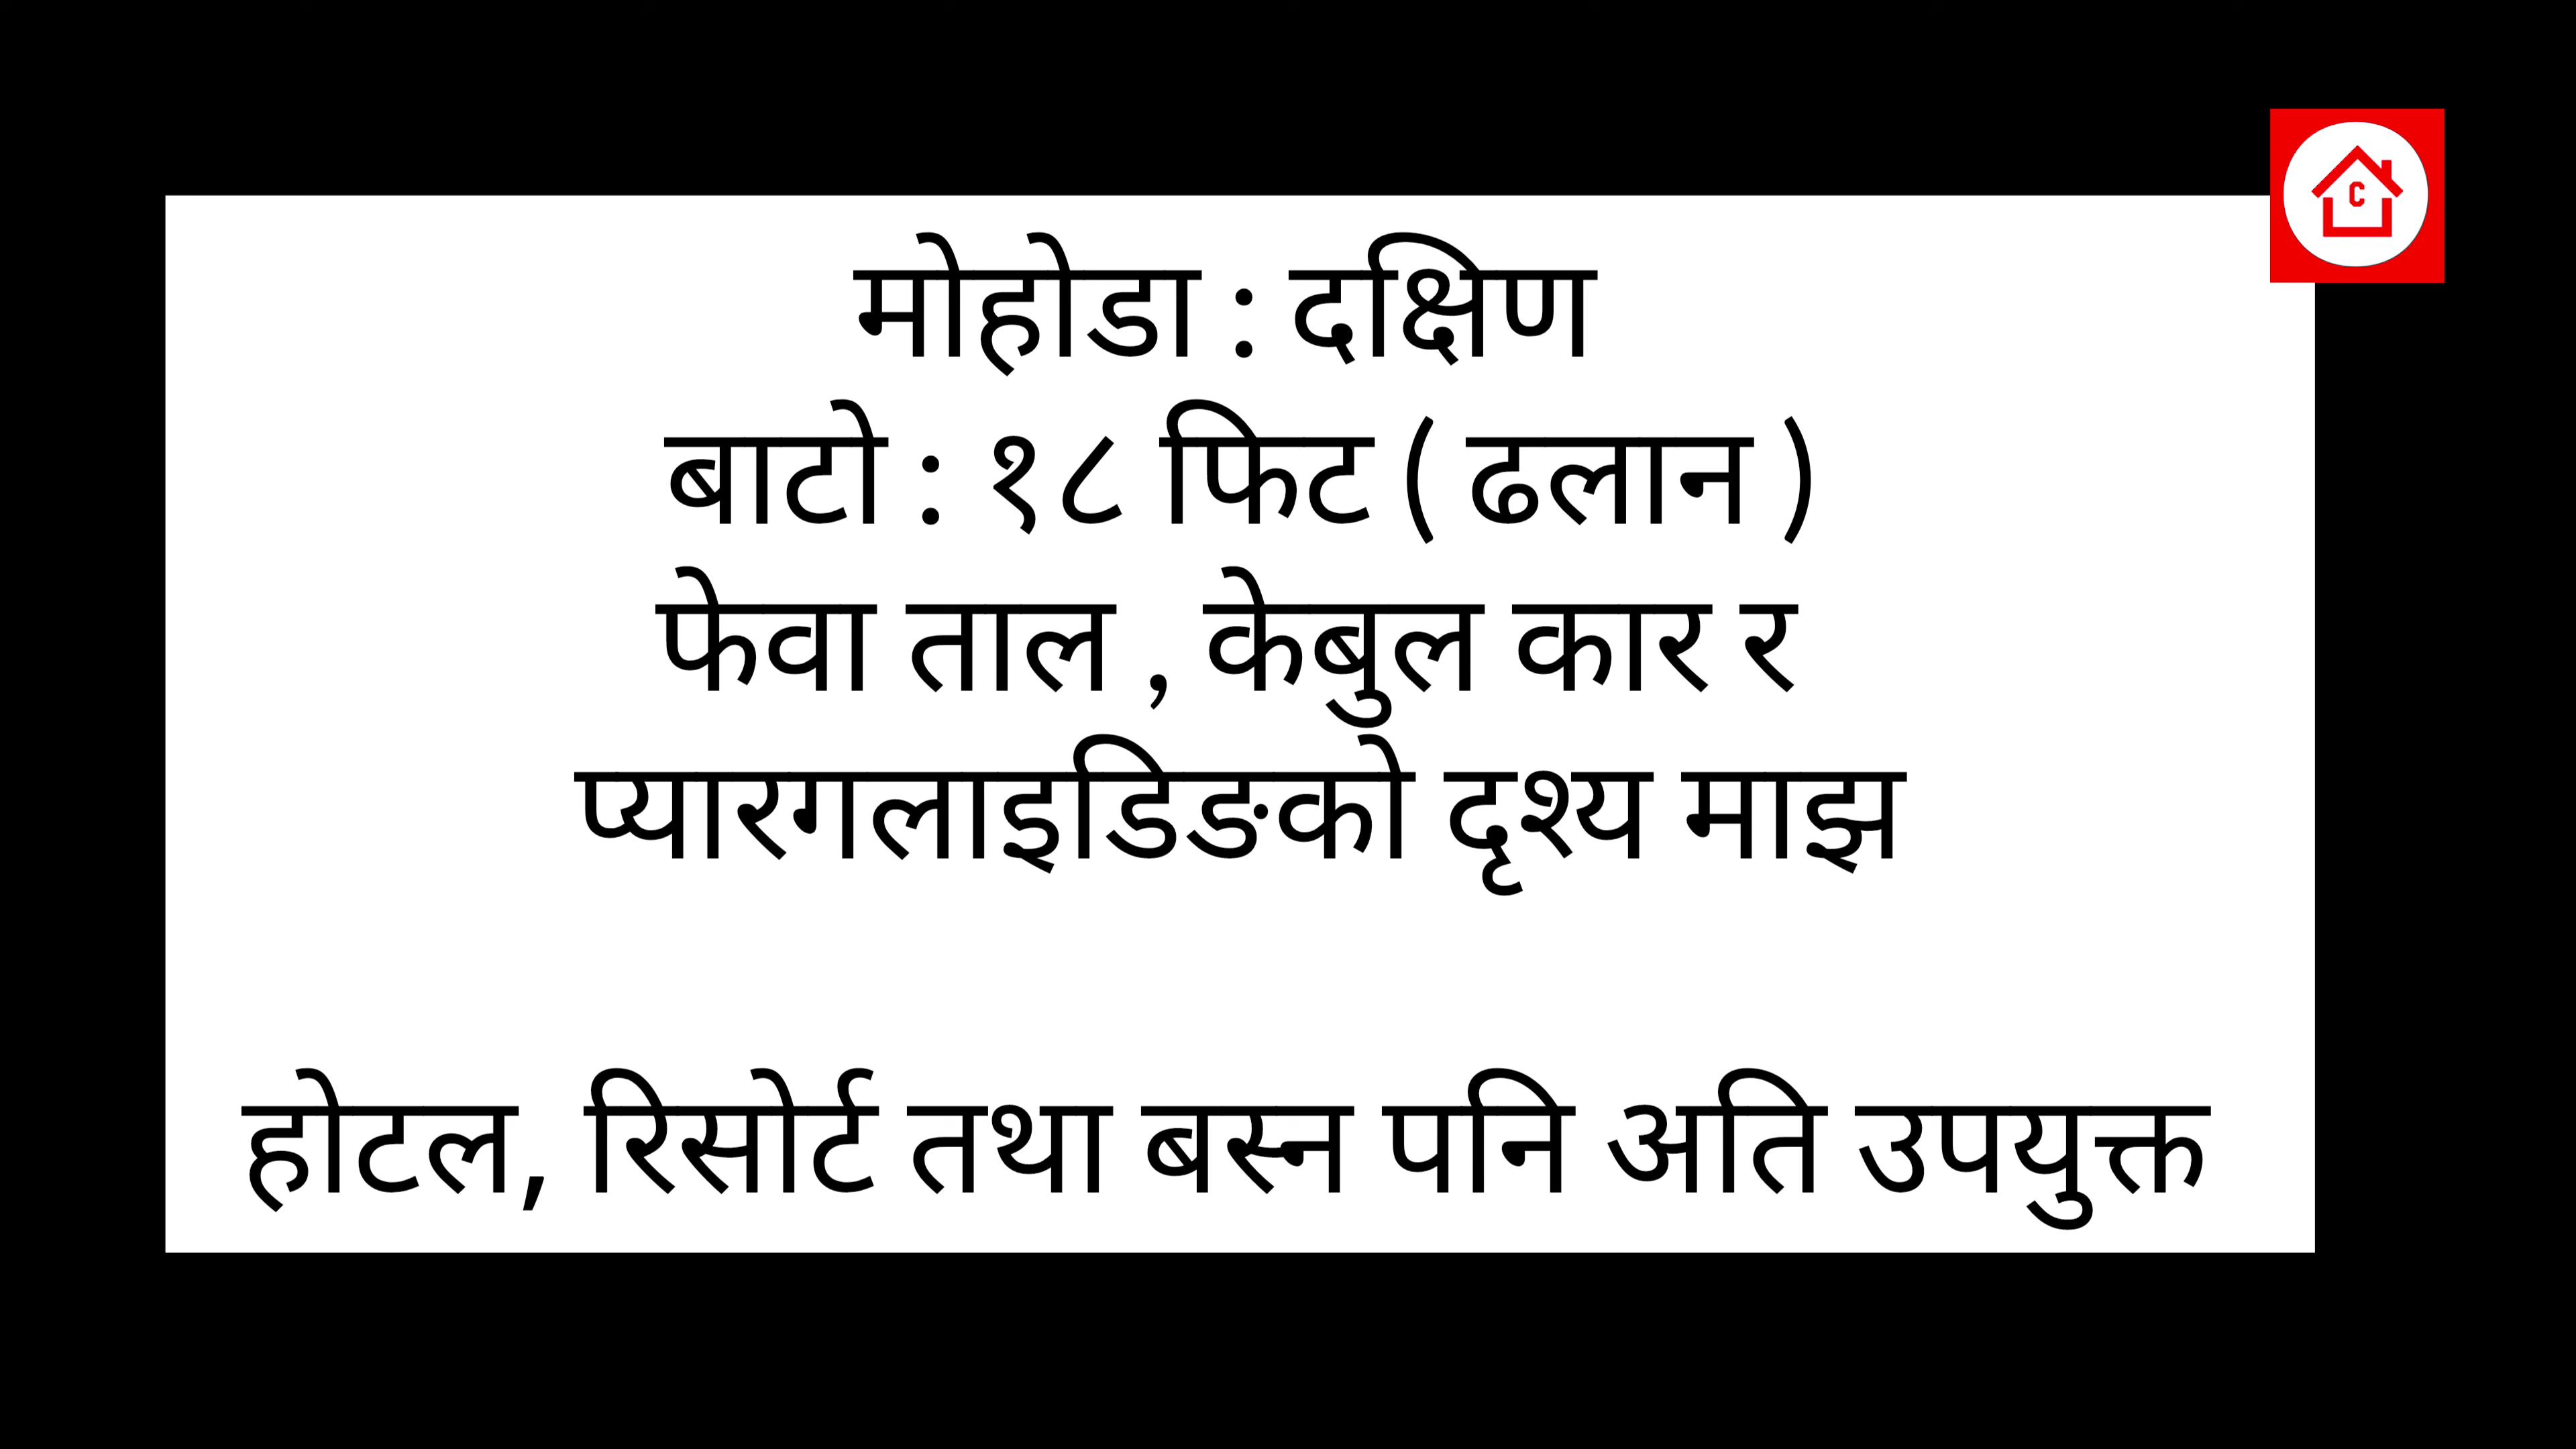 मोहोडा : दक्षिण
बाटो : १८ फिट ( ढलान )
फेवा ताल , केबुल कार र
प्यारगलाइडिङको दृश्य माझ
होटल, रिसोर्ट तथा बस्न पनि अति उपयुक्त
C